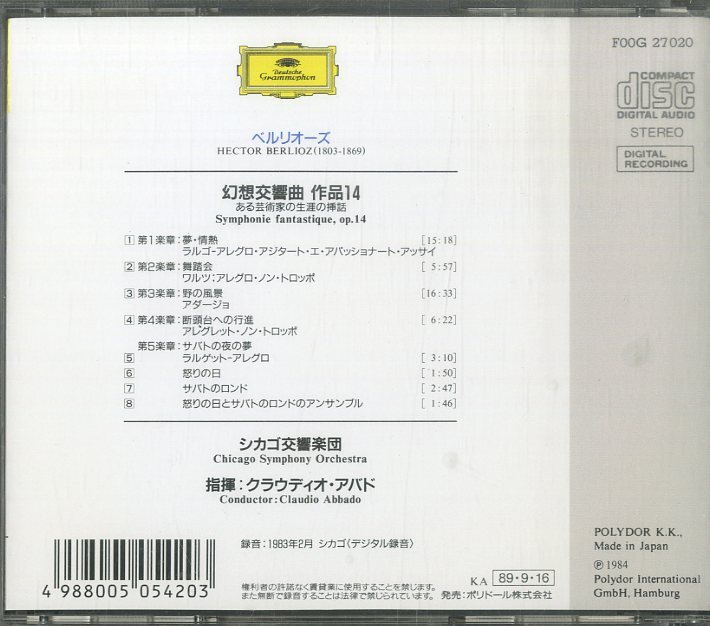 F00G 27020
Deutsche
Grammophon
COMPACT
disc
DIGITAL AUDIO
STEREO
DIGITAL
RECORDING
ベルリオーズ
HECTOR BERLIOZ(1803-1869)
幻想交響曲 作品14
ある芸術家の生涯の挿話
Symphonie fantastique, op.14
1 第1楽章:夢・情熱 [15:18]
ラルゴ-アレグロ・アジタート・エ・アパッショナート・アッサイ
2 第2楽章:舞踏会 [ 5:57]
ワルツ:アレグロ・ノン・トロッポ
3 第3楽章:野の風景 [16:33]
アダージョ
4 第4楽章:断頭台への行進 [ 6:22]
アレグレット・ノン・トロッポ
第5楽章:サバトの夜の夢
5 ラルゲット-アレグロ [ 3:10]
6 怒りの日 [ 1:50]
7 サバトのロンド [ 2:47]
8 怒りの日とサバトのロンドのアンサンブル [ 1:46]
シカゴ交響楽団
Chicago Symphony Orchestra
指揮:クラウディオ・アバド
Conductor:Claudio Abbado
録音:1983年2月 シカゴ(デジタル録音)
4 988005 054203
権利者の許諾なく賃貸業に使用することを禁じます。
また無断で録音することは法律で禁じられています。
KA 89・9・16
発売:ポリドール株式会社
POLYDOR K.K.,
Made in Japan
Ⓟ 1984
Polydor International
GmbH, Hamburg